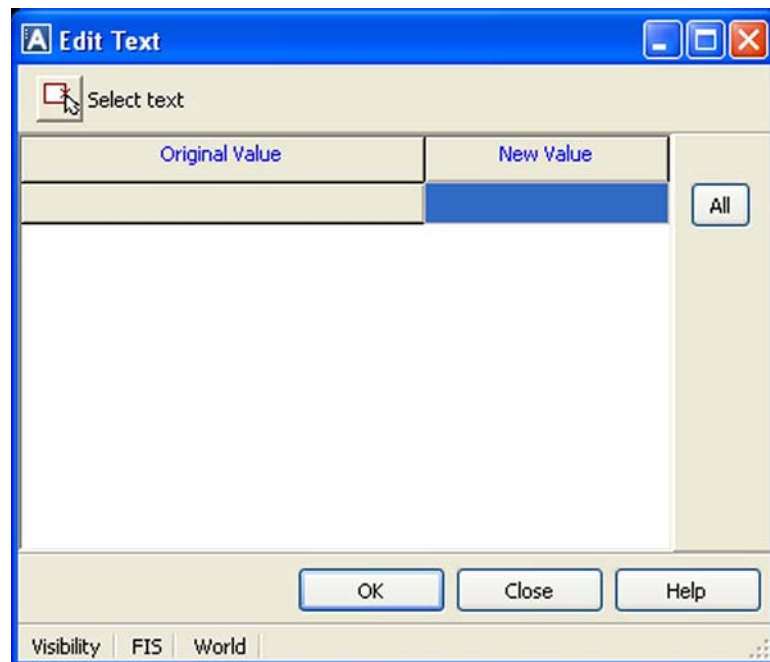 A Edit Text
Select text
Original Value New Value
All
OK Close Help
Visibility FIS World